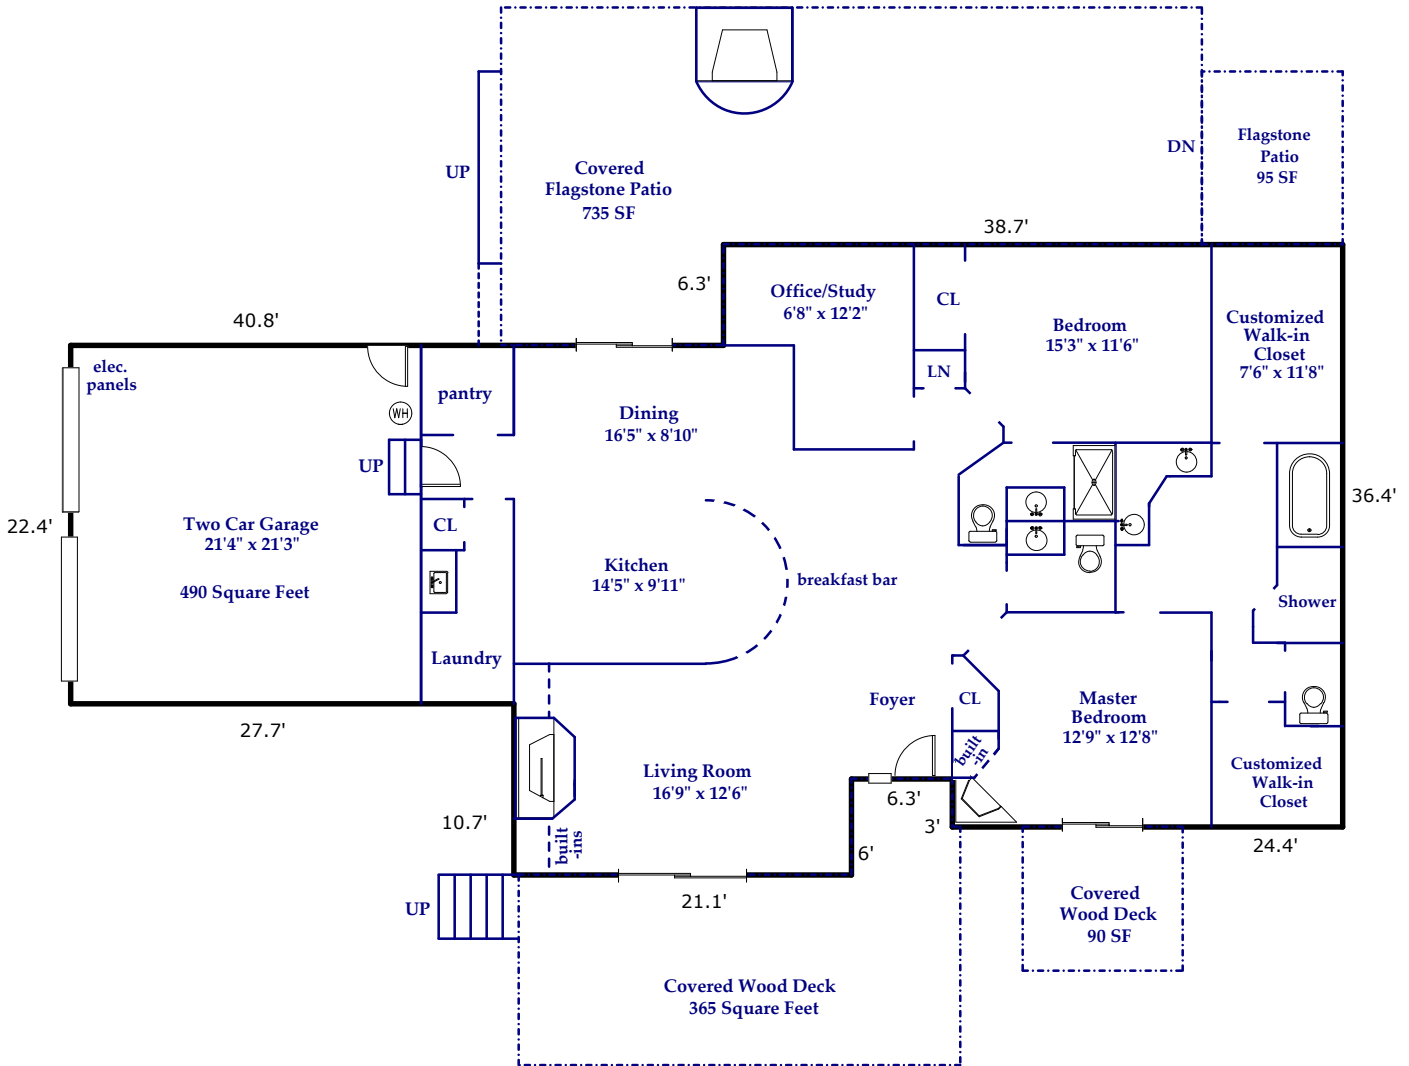 UP
Covered
Flagstone Patio
735 SF
DN
Flagstone
Patio
95 SF
38.7'
6.3'
40.8'
Office/Study
6'8" x 12'2"
CL
Bedroom
15'3" x 11'6"
Customized
Walk-in
Closet
7'6" x 11'8"
elec.
panels
LN
pantry
WH
Dining
16'5" x 8'10"
UP
36.4'
22.4'
Two Car Garage
21'4" x 21'3"
490 Square Feet
CL
Kitchen
14'5" x 9'11"
breakfast bar
Shower
Laundry
Foyer
CL
Master
Bedroom
12'9" x 12'8"
27.7'
built
-in
Living Room
16'9" x 12'6"
Customized
Walk-in
Closet
6.3'
10.7'
3'
built
-ins
6'
24.4'
21.1'
UP
Covered
Wood Deck
90 SF
Covered Wood Deck
365 Square Feet